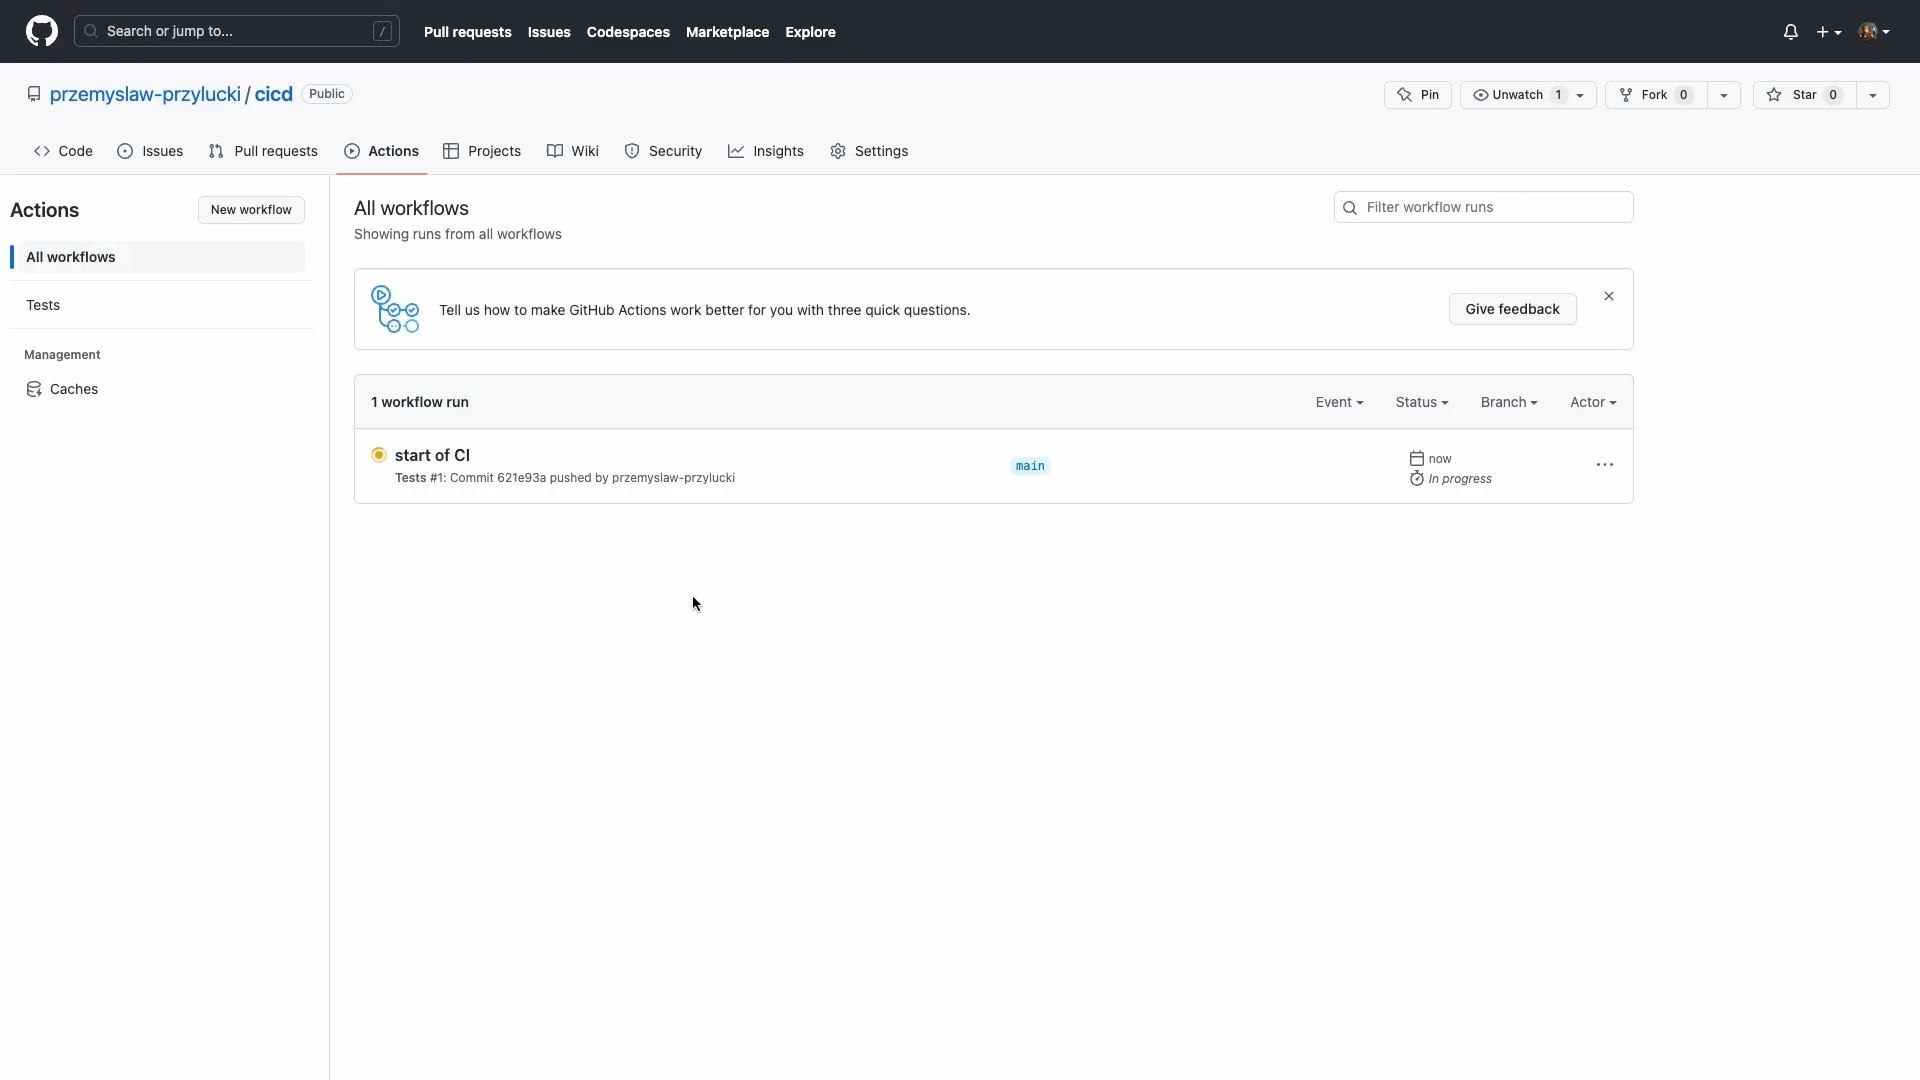 Search or jump to...
/
Pull requests
Issues
Codespaces
Marketplace
Explore
przemyslaw-przylucki / cicd
Public
Pin
Unwatch 1
Fork 0
Star 0
Code
Issues
Pull requests
Actions
Projects
Wiki
Security
Insights
Settings
Actions
New workflow
All workflows
Tests
Management
Caches
All workflows
Showing runs from all workflows
Filter workflow runs
Tell us how to make GitHub Actions work better for you with three quick questions.
Give feedback
1 workflow run
Event
Status
Branch
Actor
start of CI
Tests #1: Commit 621e93a pushed by przemyslaw-przylucki
main
now
In progress